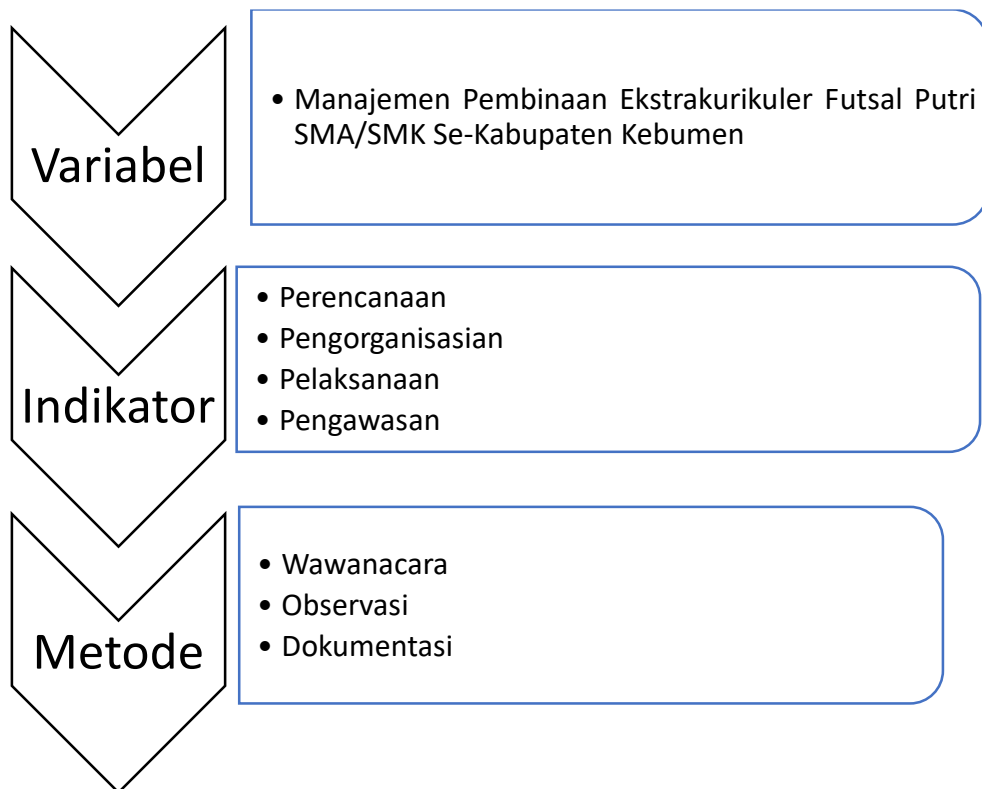 Variabel
• Manajemen Pembinaan Ekstrakurikuler Futsal Putri
SMA/SMK Se-Kabupaten Kebumen
Indikator
• Perencanaan
• Pengorganisasian
• Pelaksanaan
• Pengawasan
Metode
• Wawanacara
• Observasi
• Dokumentasi